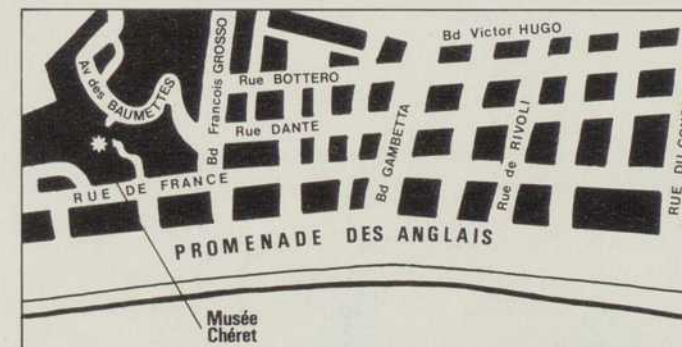 Bd Victor HUGO
Av des BAUMETTES
Bd François GROSSO
Rue BOTTERO
Rue DANTE
Bd GAMBETTA
Rue de RIVOLI
RUE DE FRANCE
PROMENADE DES ANGLAIS
Musée
Chéret